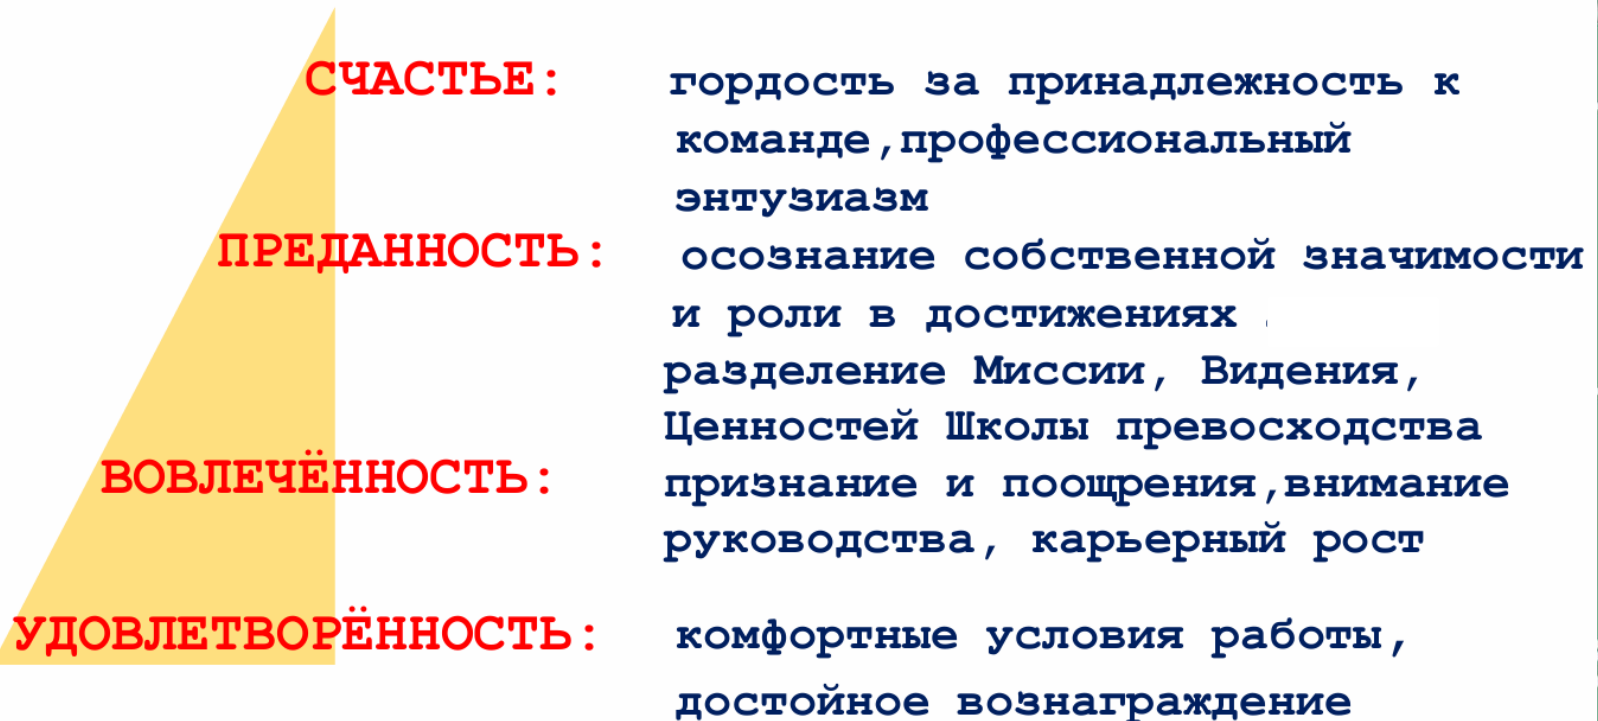 СЧАСТЬЕ: гордость за принадлежность к
команде,профессиональный
энтузиазм
ПРЕДАННОСТЬ: осознание собственной значимости
и роли в достижениях
разделение Миссии, Видения,
Ценностей Школы превосходства
ВОВЛЕЧЁННОСТЬ: признание и поощрения,внимание
руководства, карьерный рост
УДОВЛЕТВОРЁННОСТЬ: комфортные условия работы,
достойное вознаграждение